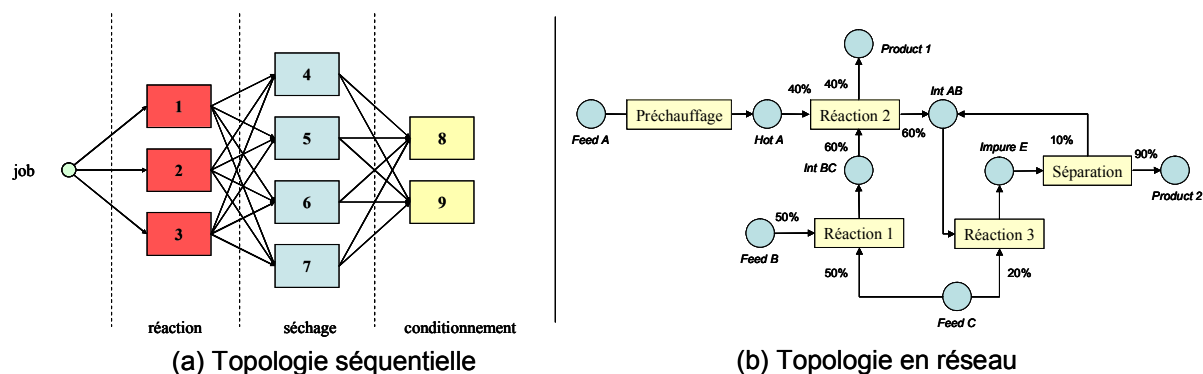 job
1
2
3
4
5
6
7
8
9
réaction
séchage
conditionnement
(a) Topologie séquentielle
Product 1
40%
40%
Int AB
Feed A
Préchauffage
Hot A
Réaction 2
60%
60%
Int BC
Impure E
10%
Séparation
90%
Product 2
50%
Feed B
Réaction 1
Réaction 3
50%
20%
Feed C
(b) Topologie en réseau